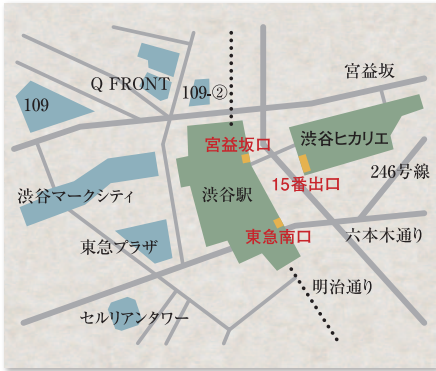 Q FRONT
109-②
宮益坂
109
宮益坂口
渋谷ヒカリエ
15番出口
246号線
渋谷マークシティ
渋谷駅
東急プラザ
東急南口
六本木通り
明治通り
セルリアンタワー